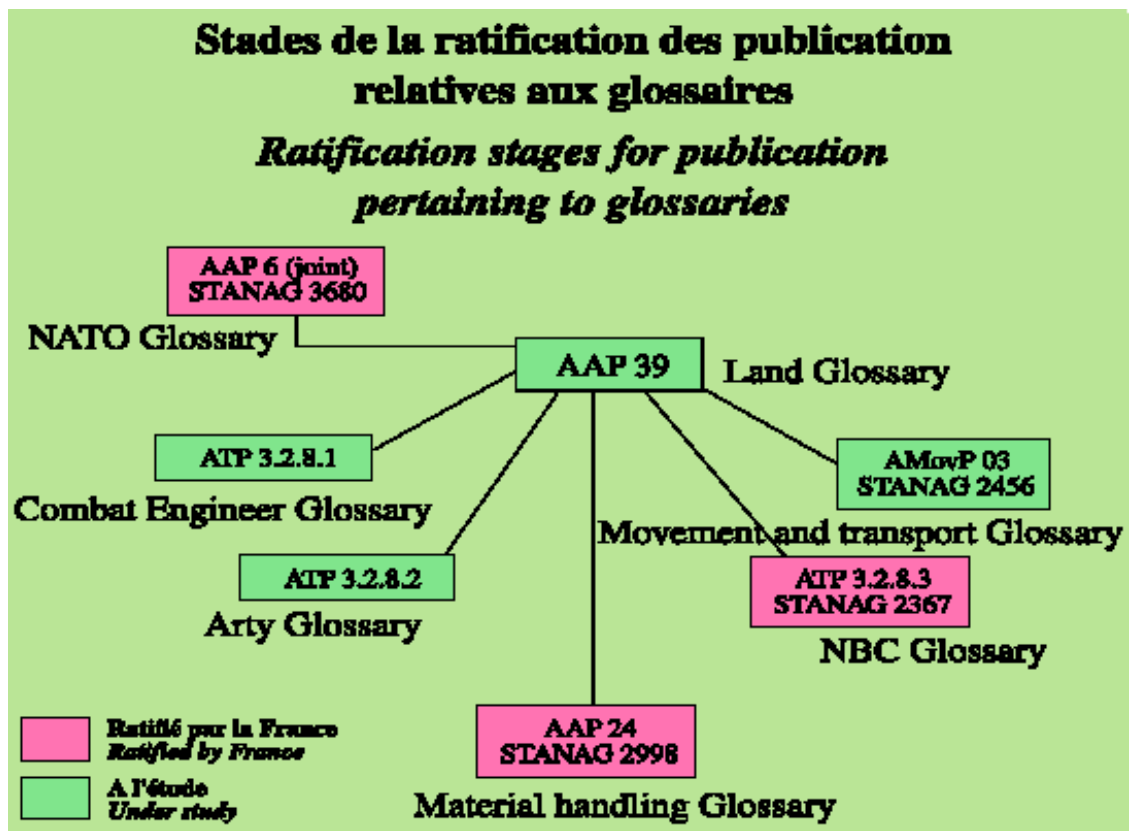 Stades de la ratification des publication
relatives aux glossaires
Ratification stages for publication
pertaining to glossaries
AAP 6 (joint)
STANAG 3680
NATO Glossary
AAP 39
Land Glossary
ATP 3.2.8.1
Combat Engineer Glossary
AMovP 03
STANAG 2456
Movement and transport Glossary
ATP 3.2.8.2
Arty Glossary
ATP 3.2.8.3
STANAG 2367
NBC Glossary
AAP 24
STANAG 2998
Material handling Glossary
Ratifié par la France
Ratified by France
A l'étude
Under study